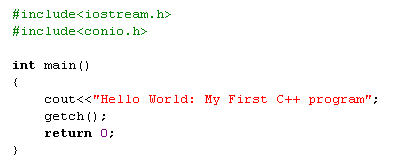 #include<iostream.h>
#include<conio.h>
int main()
{
cout<<"Hello World: My First C++ program";
getch();
return 0;
}